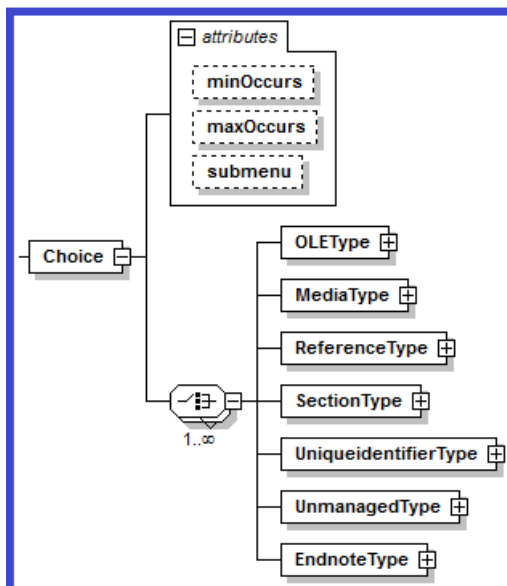 attributes
minOccurs
maxOccurs
submenu
Choice
OLEType
MediaType
ReferenceType
SectionType
1..∞
UniqueidentifierType
UnmanagedType
EndnoteType